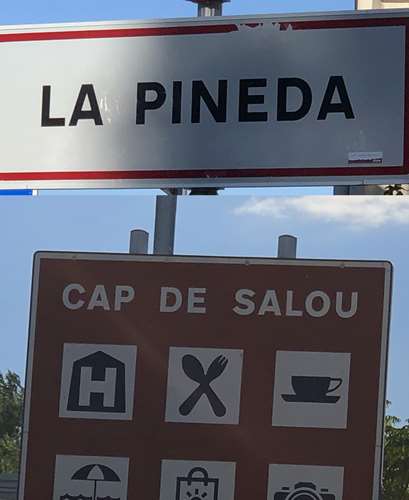 LA PINEDA
CAP DE SALOU
H